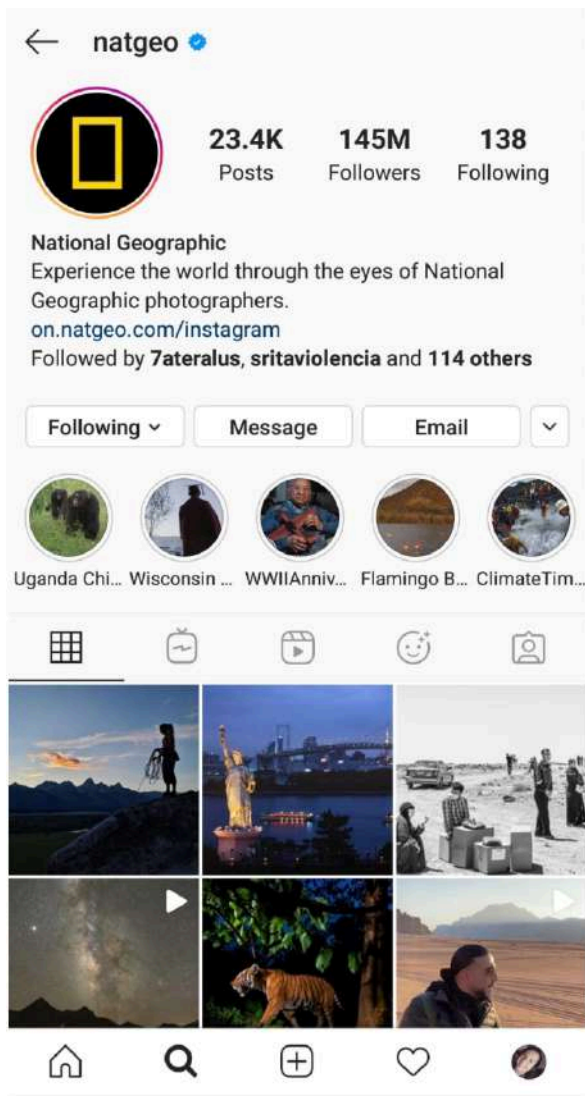 natgeo
23.4K 145M 138
Posts Followers Following
National Geographic
Experience the world through the eyes of National
Geographic photographers.
on.natgeo.com/instagram
Followed by 7ateralus, sritaviolencia and 114 others
Following Message Email
Uganda Chi... Wisconsin ... WWIIAnniv... Flamingo B... ClimateTim...